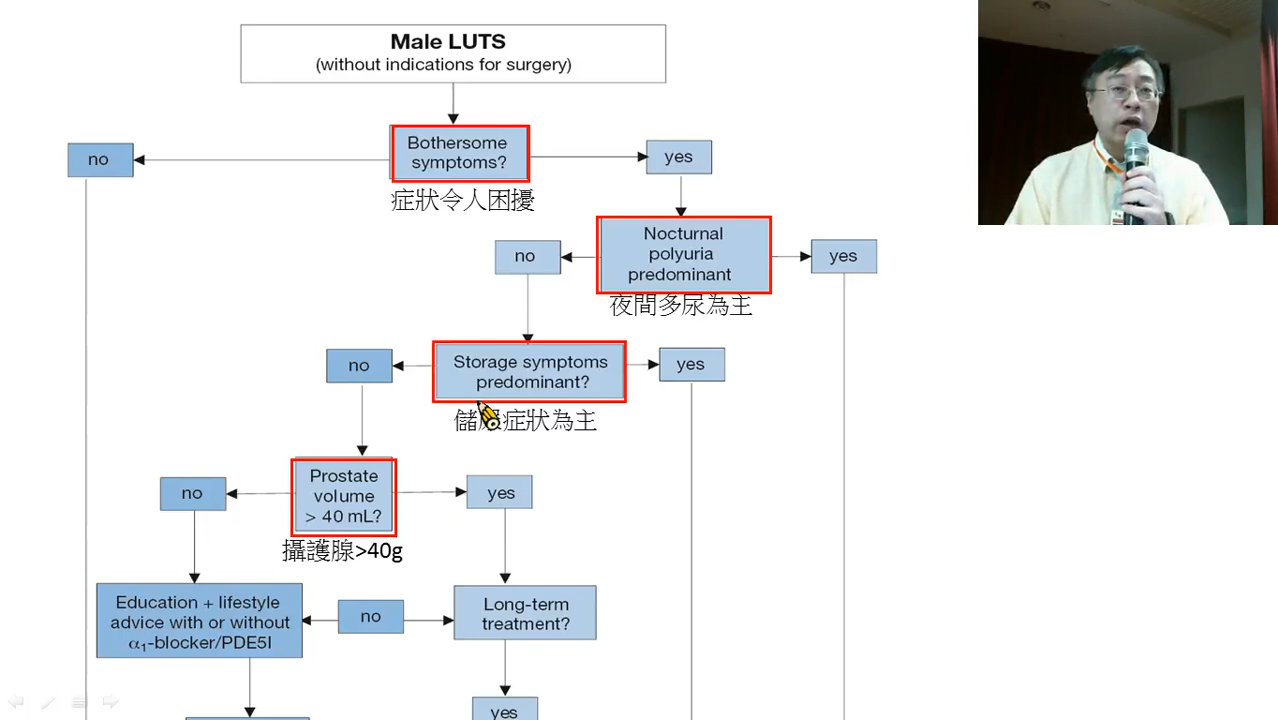 Male LUTS
(without indications for surgery)
no
Bothersome
symptoms?
yes
症狀令人困擾
no
Nocturnal
polyuria
predominant
yes
夜間多尿為主
no
Storage symptoms
predominant?
yes
症狀為主
no
Prostate
volume
> 40 mL?
yes
攝護腺>40g
Education + lifestyle
advice with or without
α1-blocker/PDE5I
no
Long-term
treatment?
yes